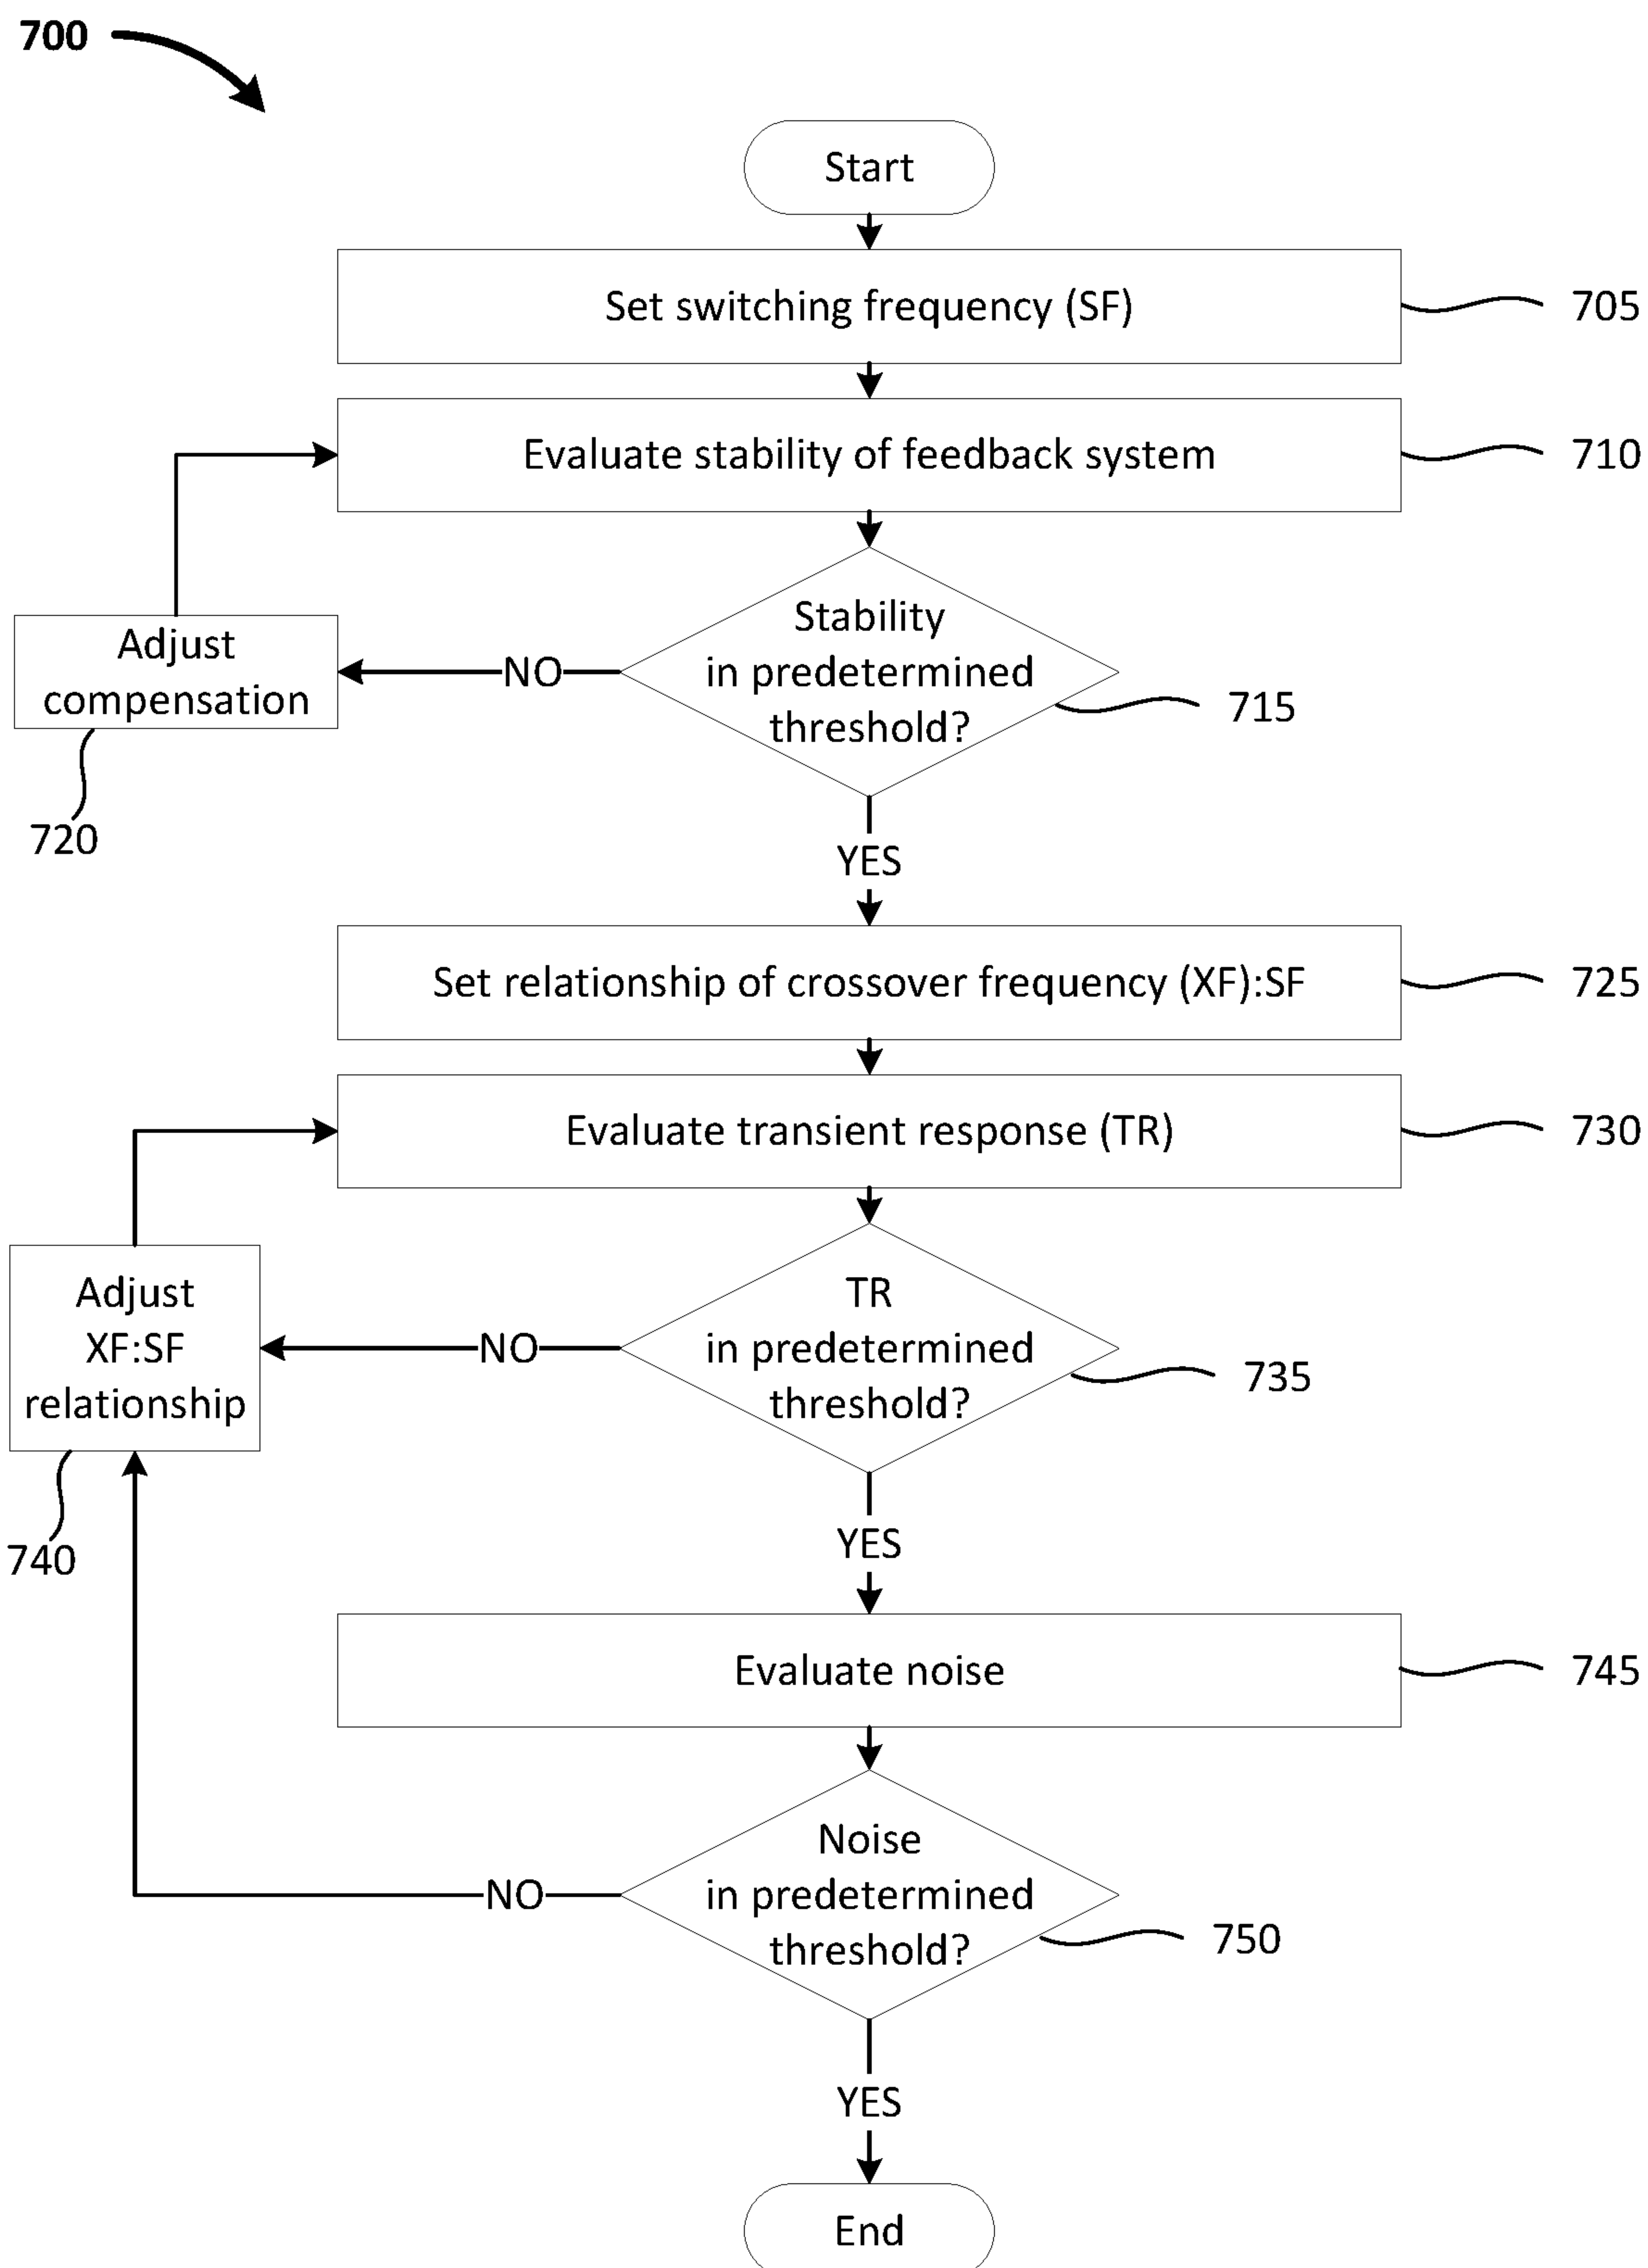 700
Start
Set switching frequency (SF)
705
Evaluate stability of feedback system
710
Stability
in predetermined
threshold?
715
NO
Adjust
compensation
720
YES
Set relationship of crossover frequency (XF):SF
725
Evaluate transient response (TR)
730
TR
in predetermined
threshold?
735
NO
Adjust
XF:SF
relationship
740
YES
Evaluate noise
745
Noise
in predetermined
threshold?
750
NO
YES
End